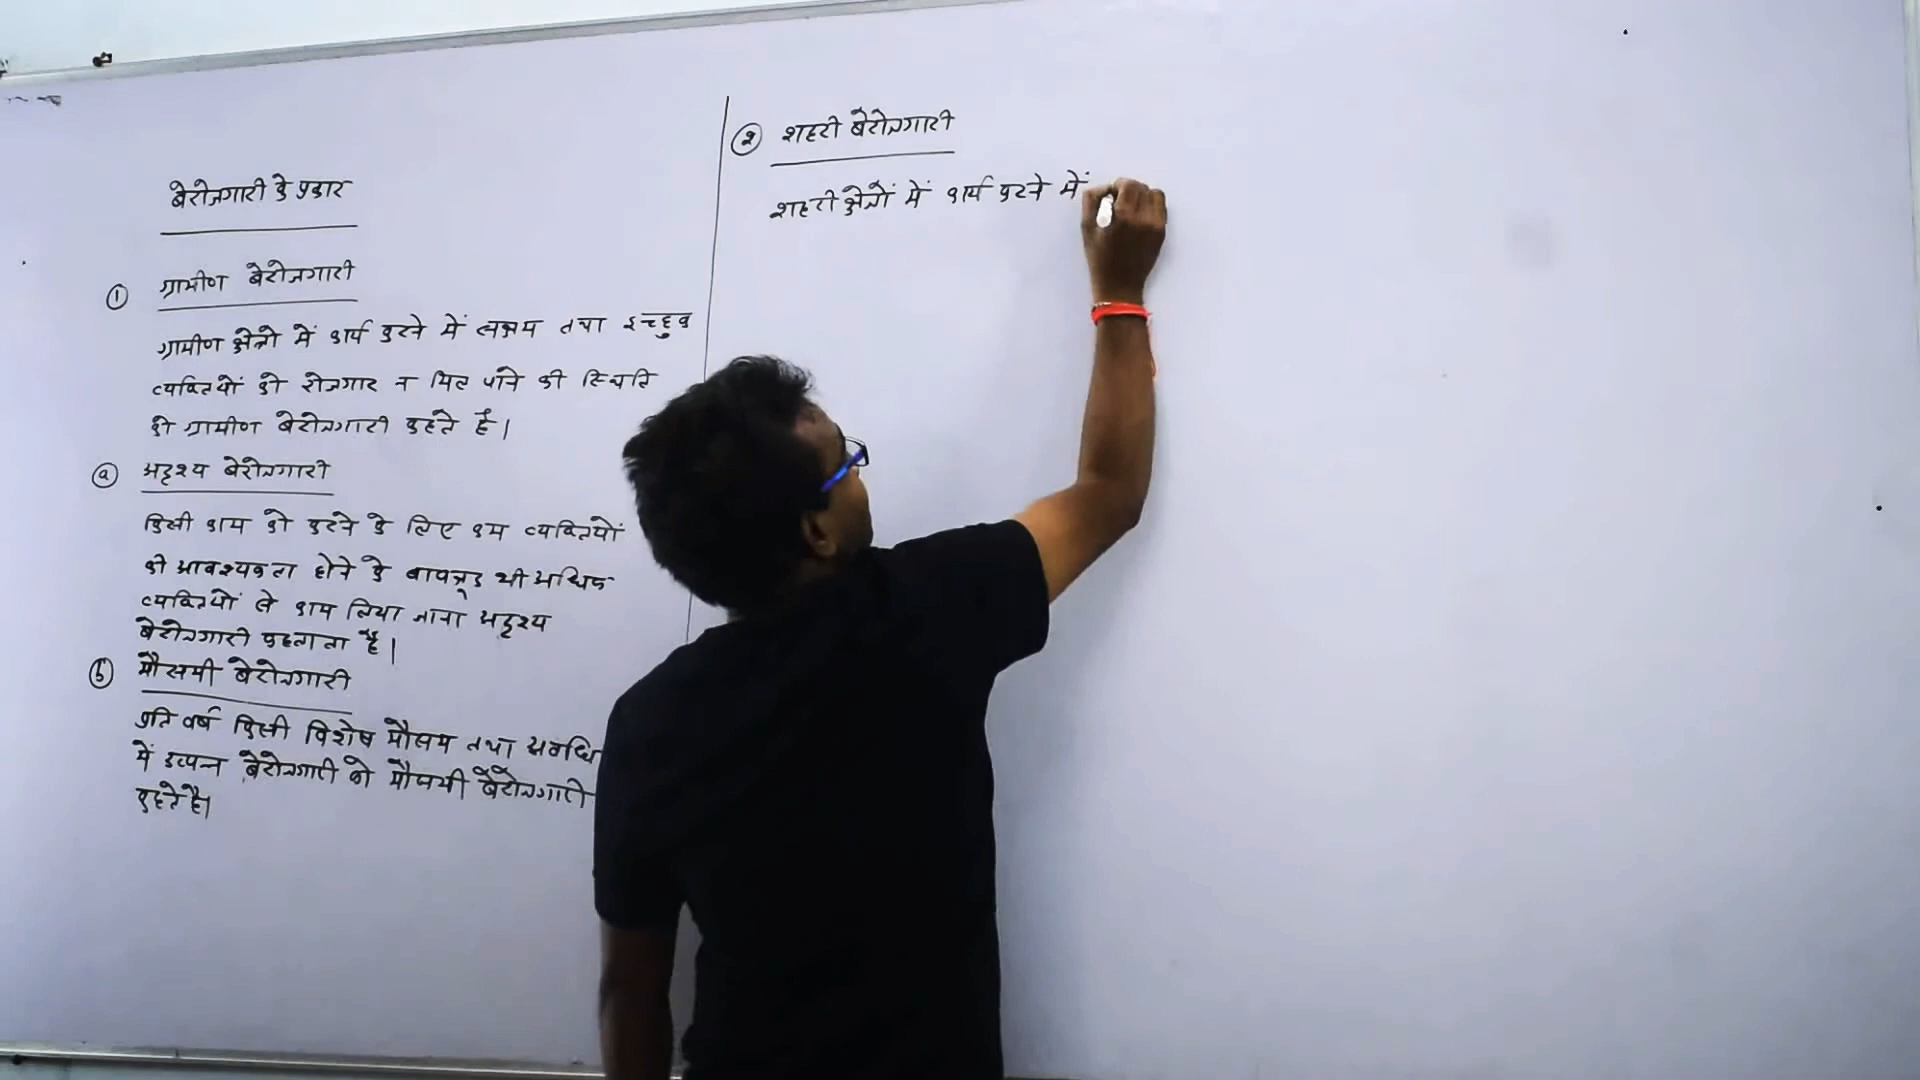 बेरोजगारी के प्रकार
① ग्रामीण बेरोजगारी
ग्रामीण क्षेत्रों में कार्य करने में सक्षम तथा इच्छुक
व्यक्तियों को रोजगार न मिल पाने की स्थिति
को ग्रामीण बेरोजगारी कहते हैं।
ⓐ अदृश्य बेरोजगारी
किसी काम को करने के लिए कम व्यक्तियों
की आवश्यकता होने के बावजूद भी अधिक
व्यक्तियों से काम लिया जाना अदृश्य
बेरोजगारी कहलाता है।
ⓑ मौसमी बेरोजगारी
प्रति वर्ष किसी विशेष मौसम तथा अवधि
में उत्पन्न बेरोजगारी को मौसमी बेरोजगारी
कहते है।
② शहरी बेरोजगारी
शहरी क्षेत्रों में कार्य करने में